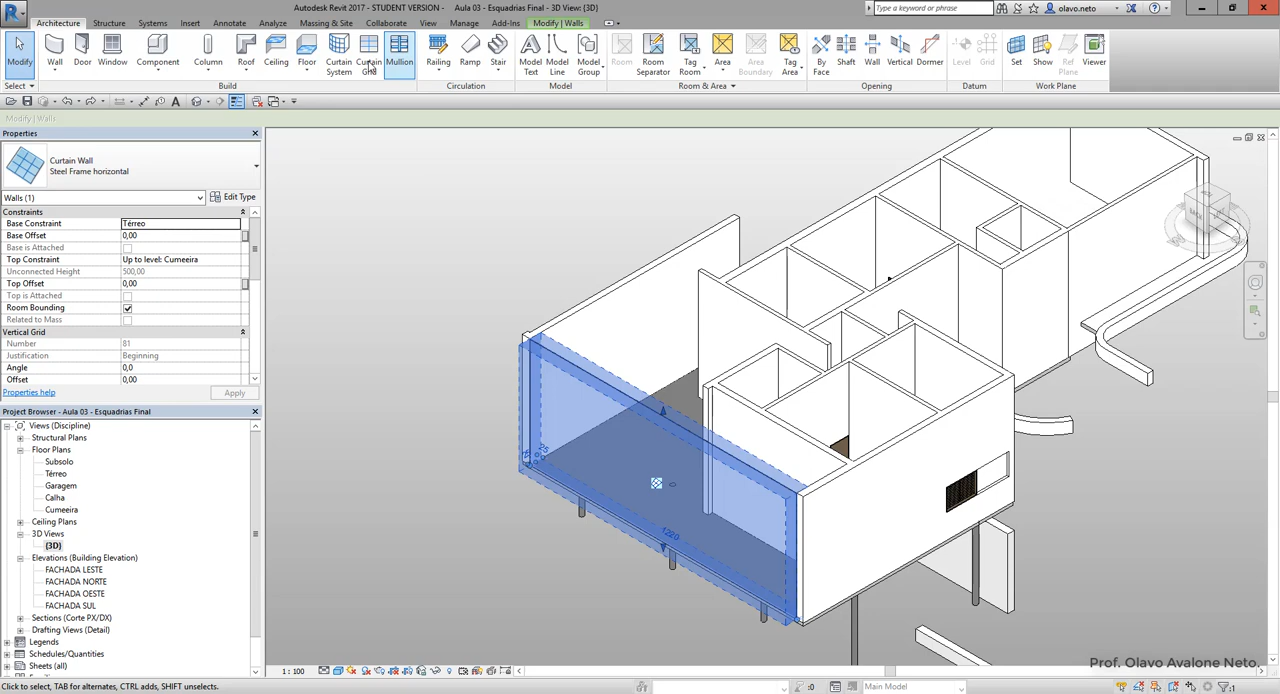 Autodesk Revit 2017 - STUDENT VERSION - Aula 03 - Esquadrias Final - 3D View: {3D}
Type a keyword or phrase
olavo.neto
Architecture Structure Systems Insert Annotate Analyze Massing & Site Collaborate View Manage Add-Ins Modify | Walls
Modify Wall Door Window Component Column Roof Ceiling Floor Curtain System Curtain Grid Mullion Railing Ramp Stair Model Text Model Line Model Group Room Room Separator Tag Room Area Area Boundary Tag Area By Face Shaft Wall Vertical Dormer Level Grid Set Show Ref Plane Viewer
Select Build Circulation Model Room & Area Opening Datum Work Plane
Modify | Walls
Properties
Curtain Wall
Steel Frame horizontal
Walls (1) Edit Type
Constraints
Base Constraint Térreo
Base Offset 0,00
Base is Attached
Top Constraint Up to level: Cumeeira
Unconnected Height 500,00
Top Offset 0,00
Top is Attached
Room Bounding
Related to Mass
Vertical Grid
Number 81
Justification Beginning
Angle 0,0
Offset 0,00
Properties help Apply
Project Browser - Aula 03 - Esquadrias Final
Views (Discipline)
Structural Plans
Floor Plans
Subsolo
Térreo
Garagem
Calha
Cumeeira
Ceiling Plans
3D Views
{3D}
Elevations (Building Elevation)
FACHADA LESTE
FACHADA NORTE
FACHADA OESTE
FACHADA SUL
Sections (Corte PX/DX)
Drafting Views (Detail)
Legends
Schedules/Quantities
Sheets (all)
25
1220
1 : 100
Prof. Olavo Avalone Neto.
Click to select, TAB for alternates, CTRL adds, SHIFT unselects.
:0 Main Model :1